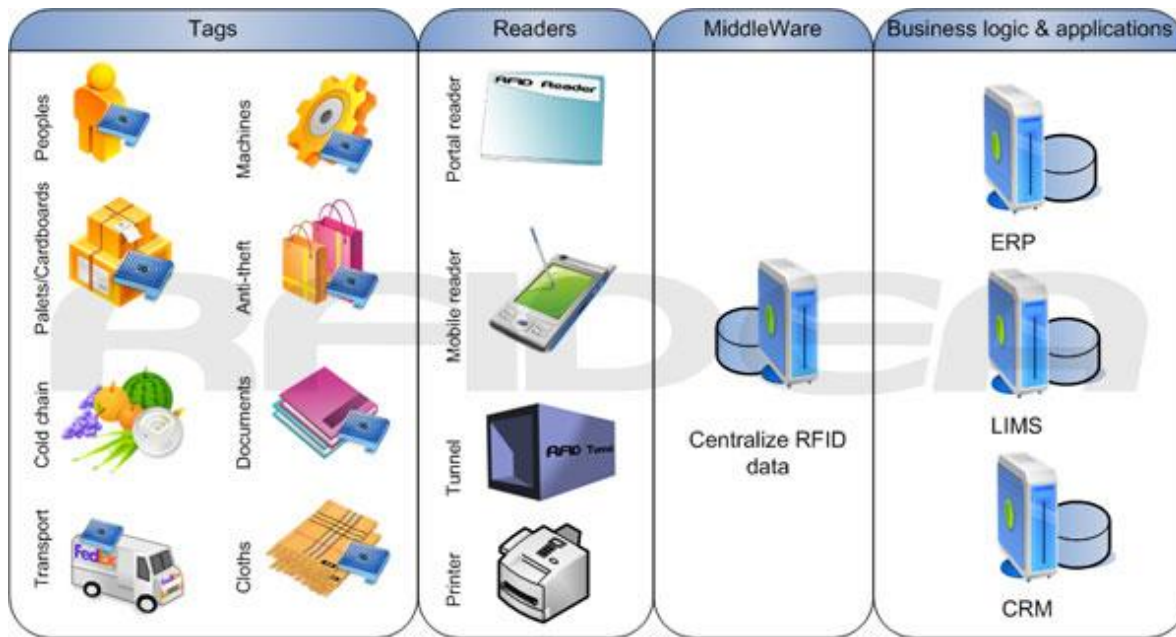 Tags
Readers
MiddleWare
Business logic & applications
Peoples
Machines
Palets/Cardboards
Anti-theft
Cold chain
Documents
Transport
FedEx
FedEx
Cloths
Portal reader
RFID Reader
Mobile reader
Tunnel
RFID Tunnel
Printer
Centralize RFID
data
ERP
LIMS
CRM
RFIDEA